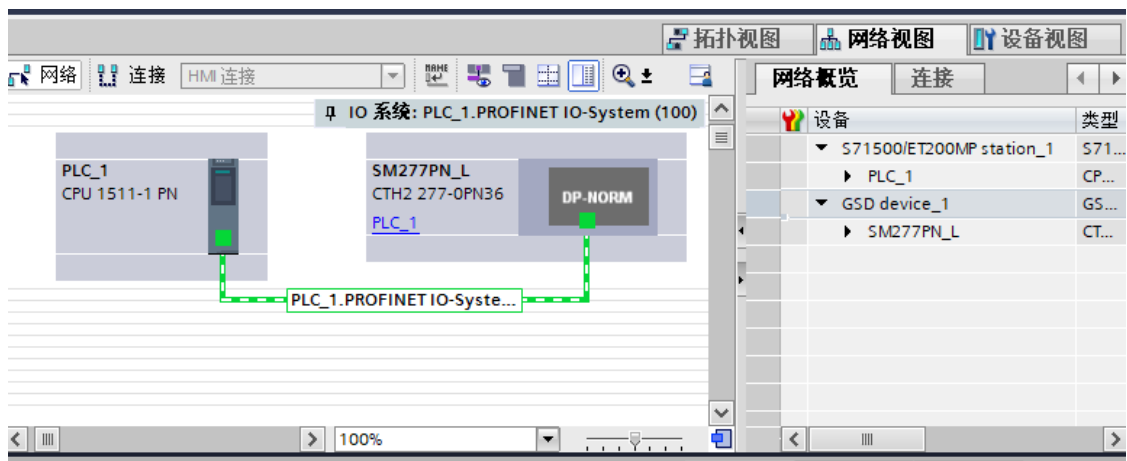 拓扑视图 网络视图 设备视图
网络 连接 HMI 连接 网络概览 连接
IO 系统: PLC_1.PROFINET IO-System (100)
设备 类型
S71500/ET200MP station_1 S71...
PLC_1 CP...
GSD device_1 GS...
SM277PN_L CT...
PLC_1
CPU 1511-1 PN
SM277PN_L
CTH2 277-0PN36
PLC_1
DP-NORM
PLC_1.PROFINET IO-Syste...
100%